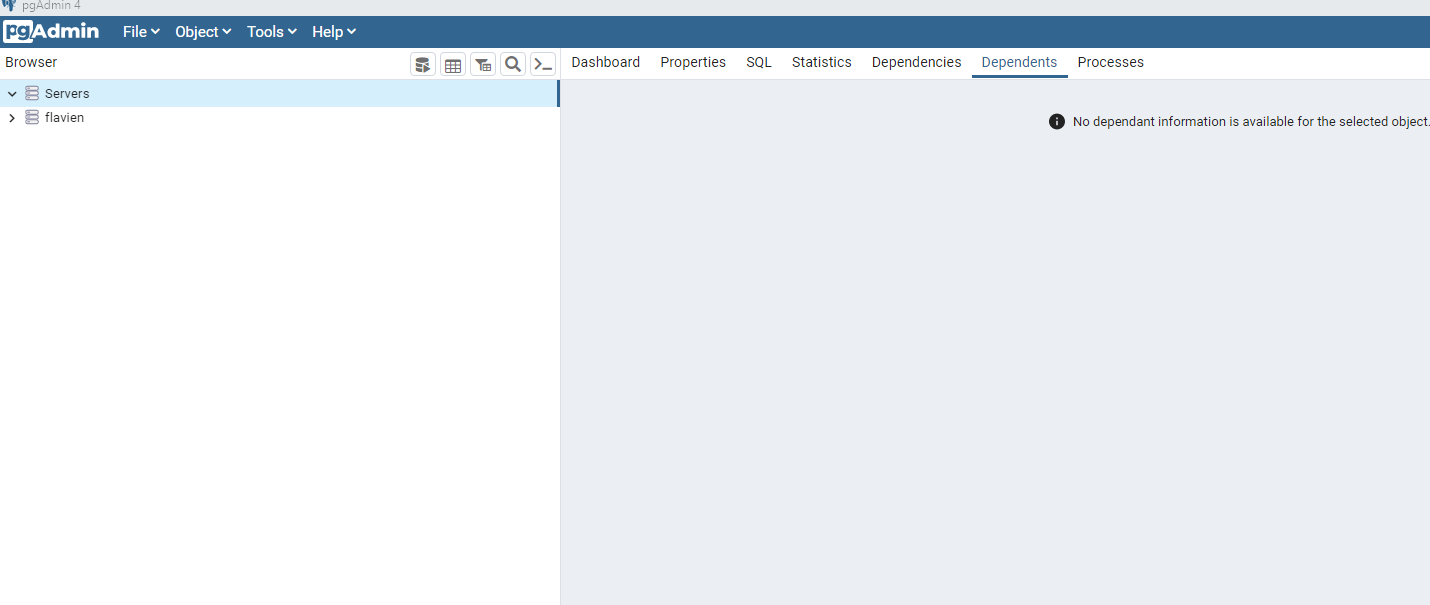 pgAdmin 4
pgAdmin File Object Tools Help
Browser
Servers
flavien
Dashboard Properties SQL Statistics Dependencies Dependents Processes
No dependant information is available for the selected object.